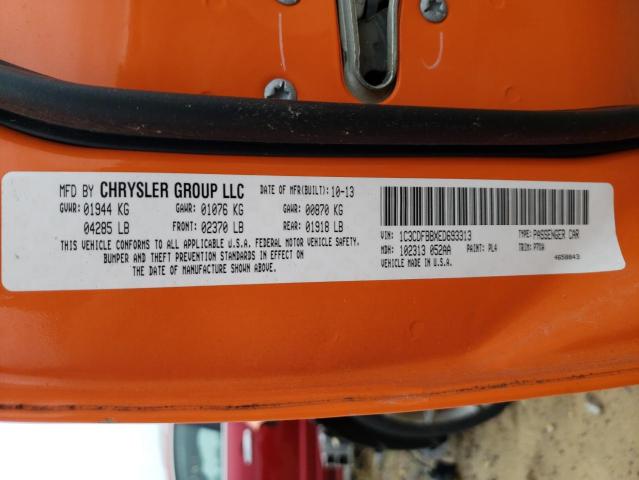 MFD BY CHRYSLER GROUP LLC DATE OF MFR(BUILT): 10-13
GVWR: 01944 KG GAWR: 01076 KG GAWR: 00870 KG
04285 LB FRONT: 02370 LB REAR: 01918 LB
THIS VEHICLE CONFORMS TO ALL APPLICABLE U.S.A. FEDERAL MOTOR VEHICLE SAFETY,
BUMPER AND THEFT PREVENTION STANDARDS IN EFFECT ON
THE DATE OF MANUFACTURE SHOWN ABOVE.
VIN: 1C3CDFBBXED693313 TYPE: PASSENGER CAR
MDH: 102313 052AA PAINT: PL4 TRIM: P7DA
VEHICLE MADE IN U.S.A. 4658043